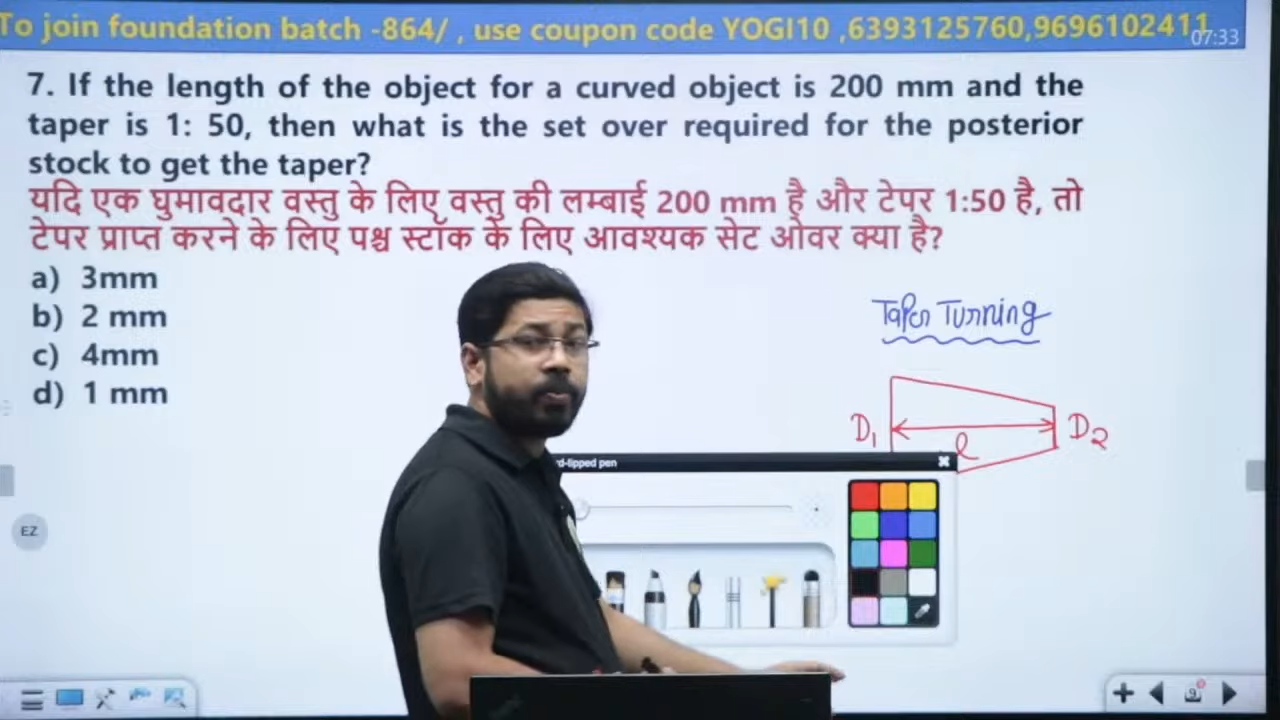 To join foundation batch -864/ , use coupon code YOGI10 ,6393125760,9696102411
07:33
7. If the length of the object for a curved object is 200 mm and the
taper is 1: 50, then what is the set over required for the posterior
stock to get the taper?
यदि एक घुमावदार वस्तु के लिए वस्तु की लम्बाई 200 mm है और टेपर 1:50 है, तो
टेपर प्राप्त करने के लिए पश्च स्टॉक के लिए आवश्यक सेट ओवर क्या है?
a) 3mm
b) 2 mm
c) 4mm
d) 1 mm
Taper Turning
D1
l
D2
d-tipped pen
EZ